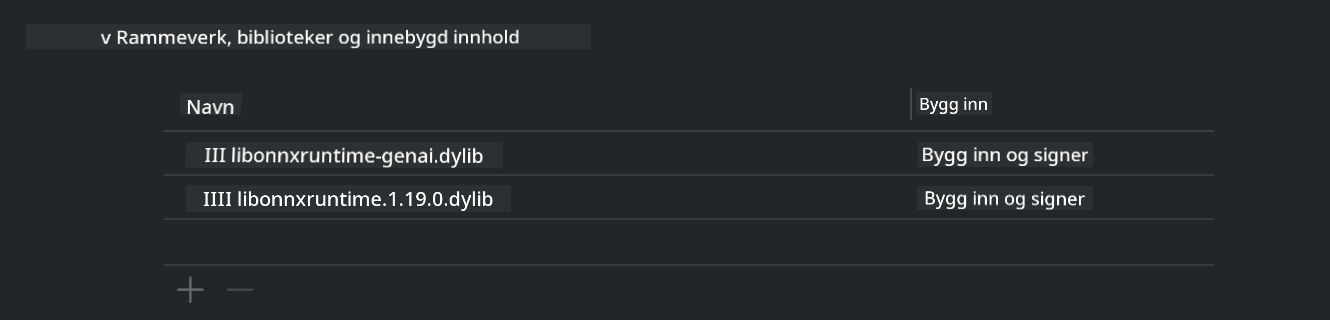 v Rammeverk, biblioteker og innebygd innhold
Navn Bygg inn
III libonnxruntime-genai.dylib Bygg inn og signer
IIII libonnxruntime.1.19.0.dylib Bygg inn og signer